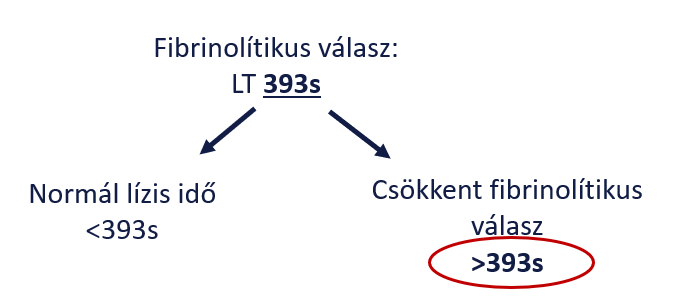 Fibrinolítikus válasz:
LT 393s
Normál lízis idő
<393s
Csökkent fibrinolítikus
válasz
>393s